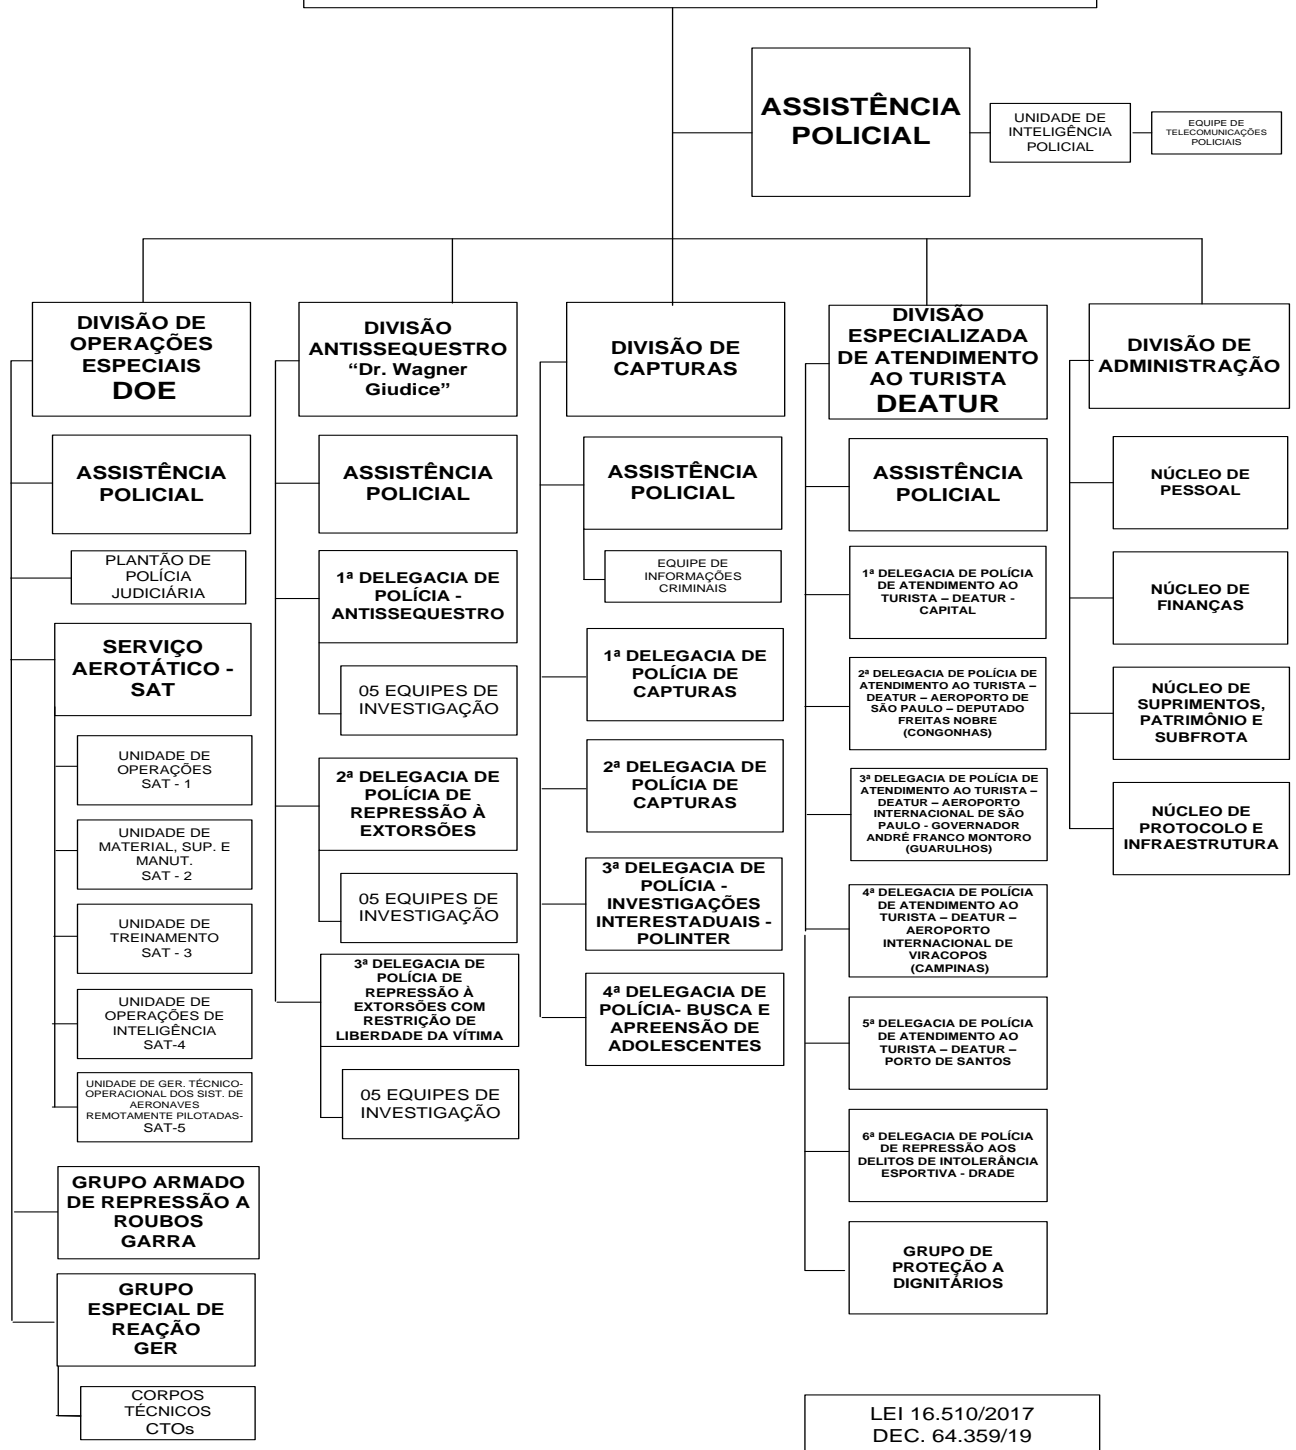 ASSISTÊNCIA
POLICIAL
UNIDADE DE
INTELIGÊNCIA
POLICIAL
EQUIPE DE
TELECOMUNICAÇÕES
POLICIAIS
DIVISÃO DE
OPERAÇÕES
ESPECIAIS
DOE
ASSISTÊNCIA
POLICIAL
PLANTÃO DE
POLÍCIA
JUDICIÁRIA
SERVIÇO
AEROTÁTICO -
SAT
UNIDADE DE
OPERAÇÕES
SAT - 1
UNIDADE DE
MATERIAL, SUP. E
MANUT.
SAT - 2
UNIDADE DE
TREINAMENTO
SAT - 3
UNIDADE DE
OPERAÇÕES DE
INTELIGÊNCIA
SAT-4
UNIDADE DE GER. TÉCNICO-
OPERACIONAL DOS SIST. DE
AERONAVES
REMOTAMENTE PILOTADAS-
SAT-5
GRUPO ARMADO
DE REPRESSÃO A
ROUBOS
GARRA
GRUPO
ESPECIAL DE
REAÇÃO
GER
CORPOS
TÉCNICOS
CTOs
DIVISÃO
ANTISSEQUESTRO
“Dr. Wagner
Giudice”
ASSISTÊNCIA
POLICIAL
1ª DELEGACIA DE
POLÍCIA -
ANTISSEQUESTRO
05 EQUIPES DE
INVESTIGAÇÃO
2ª DELEGACIA DE
POLÍCIA DE
REPRESSÃO À
EXTORSÕES
05 EQUIPES DE
INVESTIGAÇÃO
3ª DELEGACIA DE
POLÍCIA DE
REPRESSÃO À
EXTORSÕES COM
RESTRIÇÃO DE
LIBERDADE DA VÍTIMA
05 EQUIPES DE
INVESTIGAÇÃO
DIVISÃO DE
CAPTURAS
ASSISTÊNCIA
POLICIAL
EQUIPE DE
INFORMAÇÕES
CRIMINAIS
1ª DELEGACIA DE
POLÍCIA DE
CAPTURAS
2ª DELEGACIA DE
POLÍCIA DE
CAPTURAS
3ª DELEGACIA DE
POLÍCIA -
INVESTIGAÇÕES
INTERESTADUAIS -
POLINTER
4ª DELEGACIA DE
POLÍCIA- BUSCA E
APREENSÃO DE
ADOLESCENTES
DIVISÃO
ESPECIALIZADA
DE ATENDIMENTO
AO TURISTA
DEATUR
ASSISTÊNCIA
POLICIAL
1ª DELEGACIA DE POLÍCIA
DE ATENDIMENTO AO
TURISTA – DEATUR -
CAPITAL
2ª DELEGACIA DE POLÍCIA DE
ATENDIMENTO AO TURISTA –
DEATUR – AEROPORTO DE
SÃO PAULO – DEPUTADO
FREITAS NOBRE
(CONGONHAS)
3ª DELEGACIA DE POLÍCIA DE
ATENDIMENTO AO TURISTA –
DEATUR – AEROPORTO
INTERNACIONAL DE SÃO
PAULO - GOVERNADOR
ANDRÉ FRANCO MONTORO
(GUARULHOS)
4ª DELEGACIA DE POLÍCIA
DE ATENDIMENTO AO
TURISTA – DEATUR –
AEROPORTO
INTERNACIONAL DE
VIRACOPOS
(CAMPINAS)
5ª DELEGACIA DE POLÍCIA
DE ATENDIMENTO AO
TURISTA – DEATUR –
PORTO DE SANTOS
6ª DELEGACIA DE POLÍCIA
DE REPRESSÃO AOS
DELITOS DE INTOLERÂNCIA
ESPORTIVA - DRADE
GRUPO DE
PROTEÇÃO A
DIGNITÁRIOS
DIVISÃO DE
ADMINISTRAÇÃO
NÚCLEO DE
PESSOAL
NÚCLEO DE
FINANÇAS
NÚCLEO DE
SUPRIMENTOS,
PATRIMÔNIO E
SUBFROTA
NÚCLEO DE
PROTOCOLO E
INFRAESTRUTURA
LEI 16.510/2017
DEC. 64.359/19